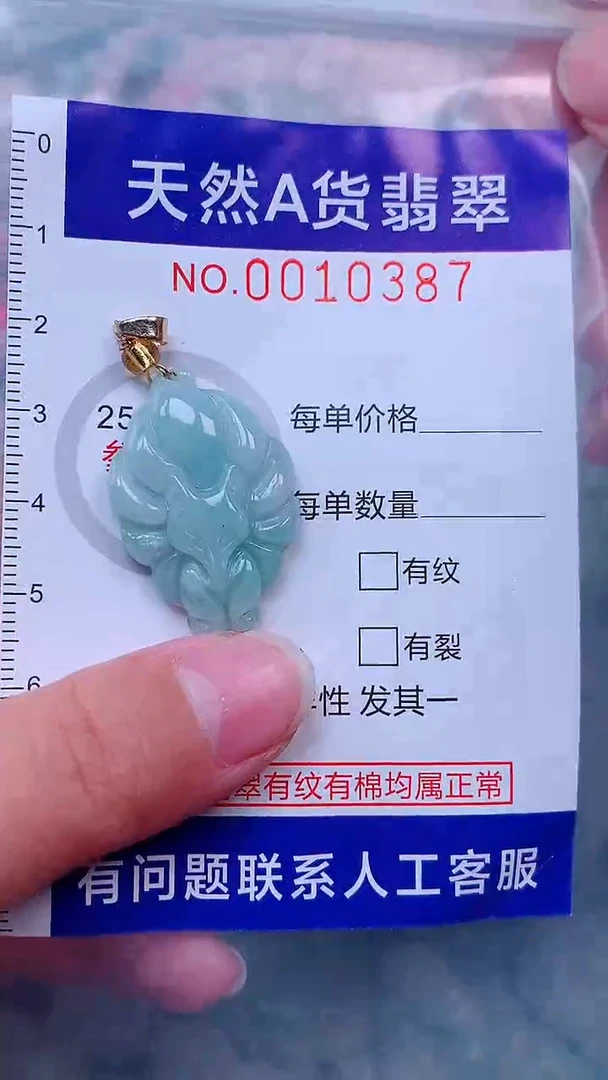 天然A货翡翠
NO.0010387
25
每单价格
每单数量
有纹
有裂
性 发其一
翠有纹有棉均属正常
有问题联系人工客服
0
1
2
3
4
5
6